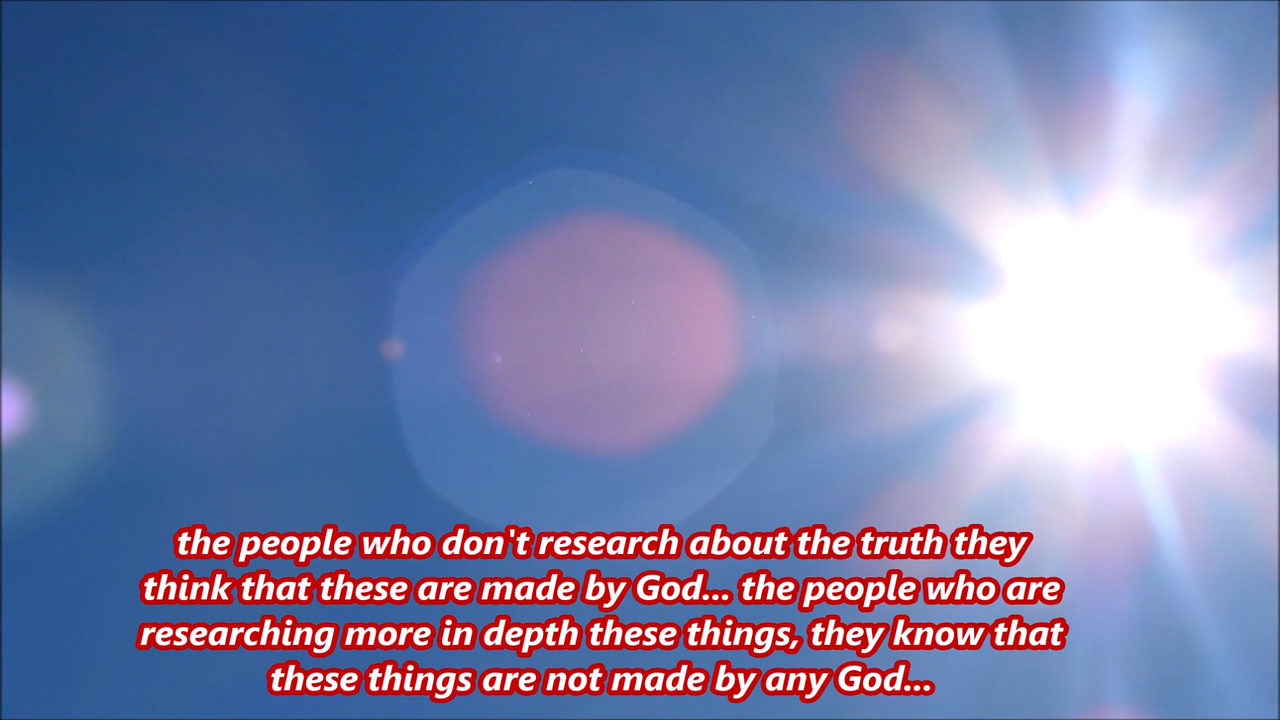 the people who don't research about the truth they
think that these are made by God... the people who are
researching more in depth these things, they know that
these things are not made by any God...